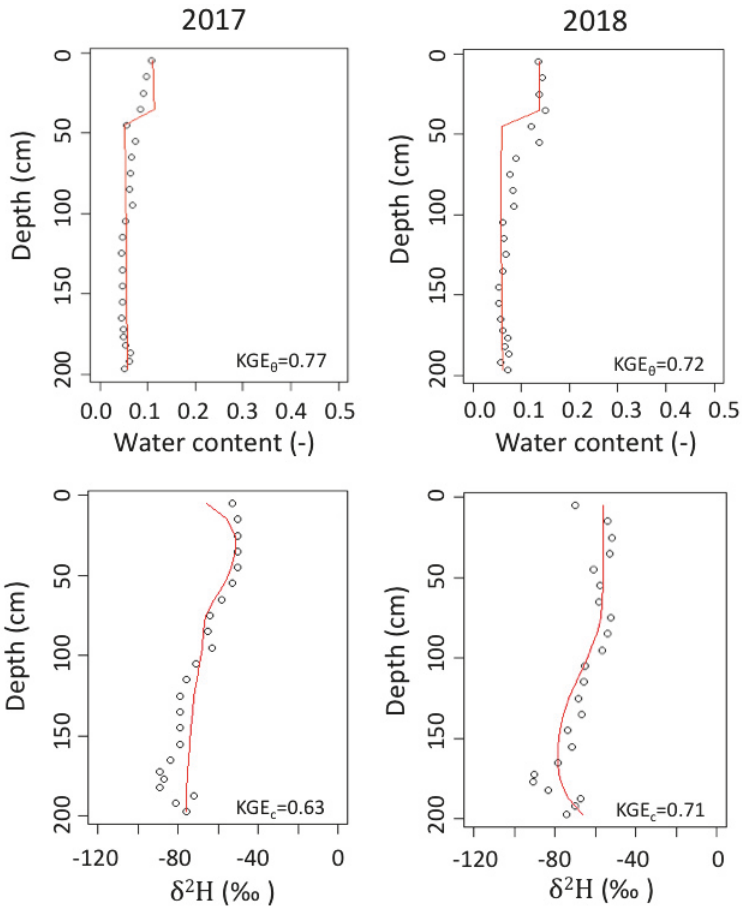 2017
2018
0
50
100
150
200
Depth (cm)
KGEθ=0.77
0.0 0.1 0.2 0.3 0.4 0.5
Water content (-)
0
50
100
150
200
Depth (cm)
KGEθ=0.72
0.0 0.1 0.2 0.3 0.4 0.5
Water content (-)
0
50
100
150
200
Depth (cm)
KGEc=0.63
-120 -80 -40 0
δ²H (‰)
0
50
100
150
200
Depth (cm)
KGEc=0.71
-120 -80 -40 0
δ²H (‰)